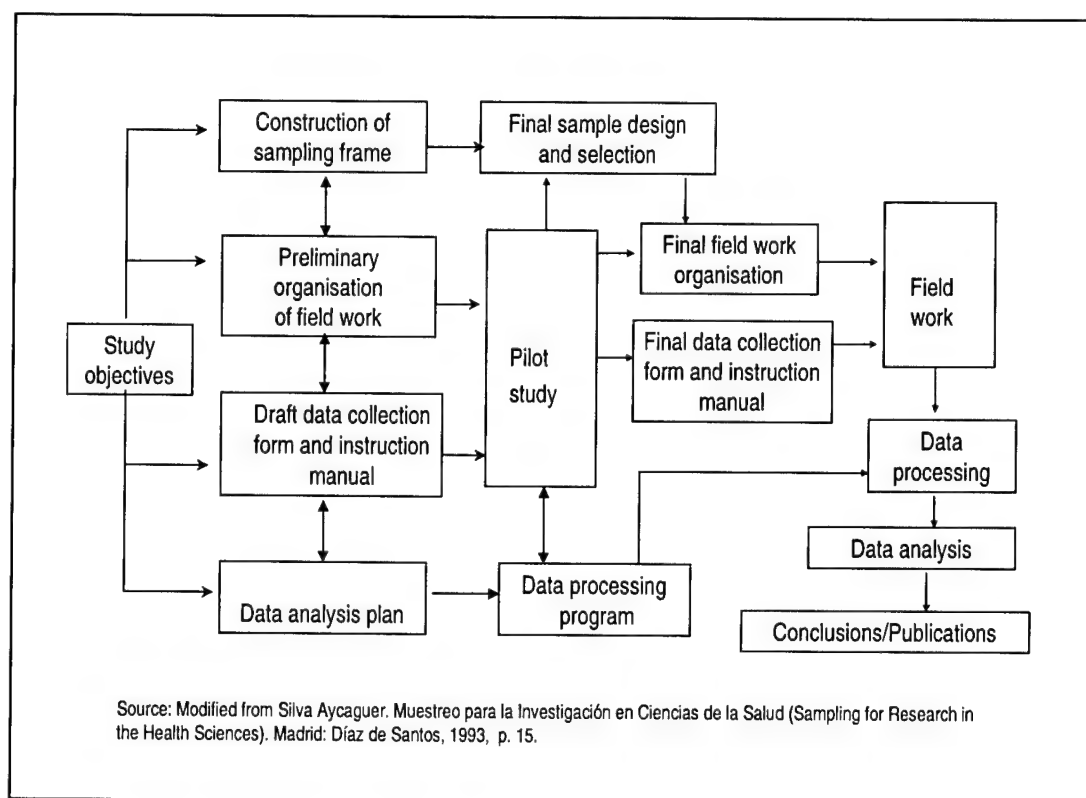 Construction of
sampling frame
Final sample design
and selection
Preliminary
organisation
of field work
Final field work
organisation
Field
work
Study
objectives
Pilot
study
Final data collection
form and instruction
manual
Draft data collection
form and instruction
manual
Data
processing
Data analysis
Data analysis plan
Data processing
program
Conclusions/Publications
Source: Modified from Silva Aycaguer. Muestreo para la Investigación en Ciencias de la Salud (Sampling for Research in
the Health Sciences). Madrid: Díaz de Santos, 1993, p. 15.